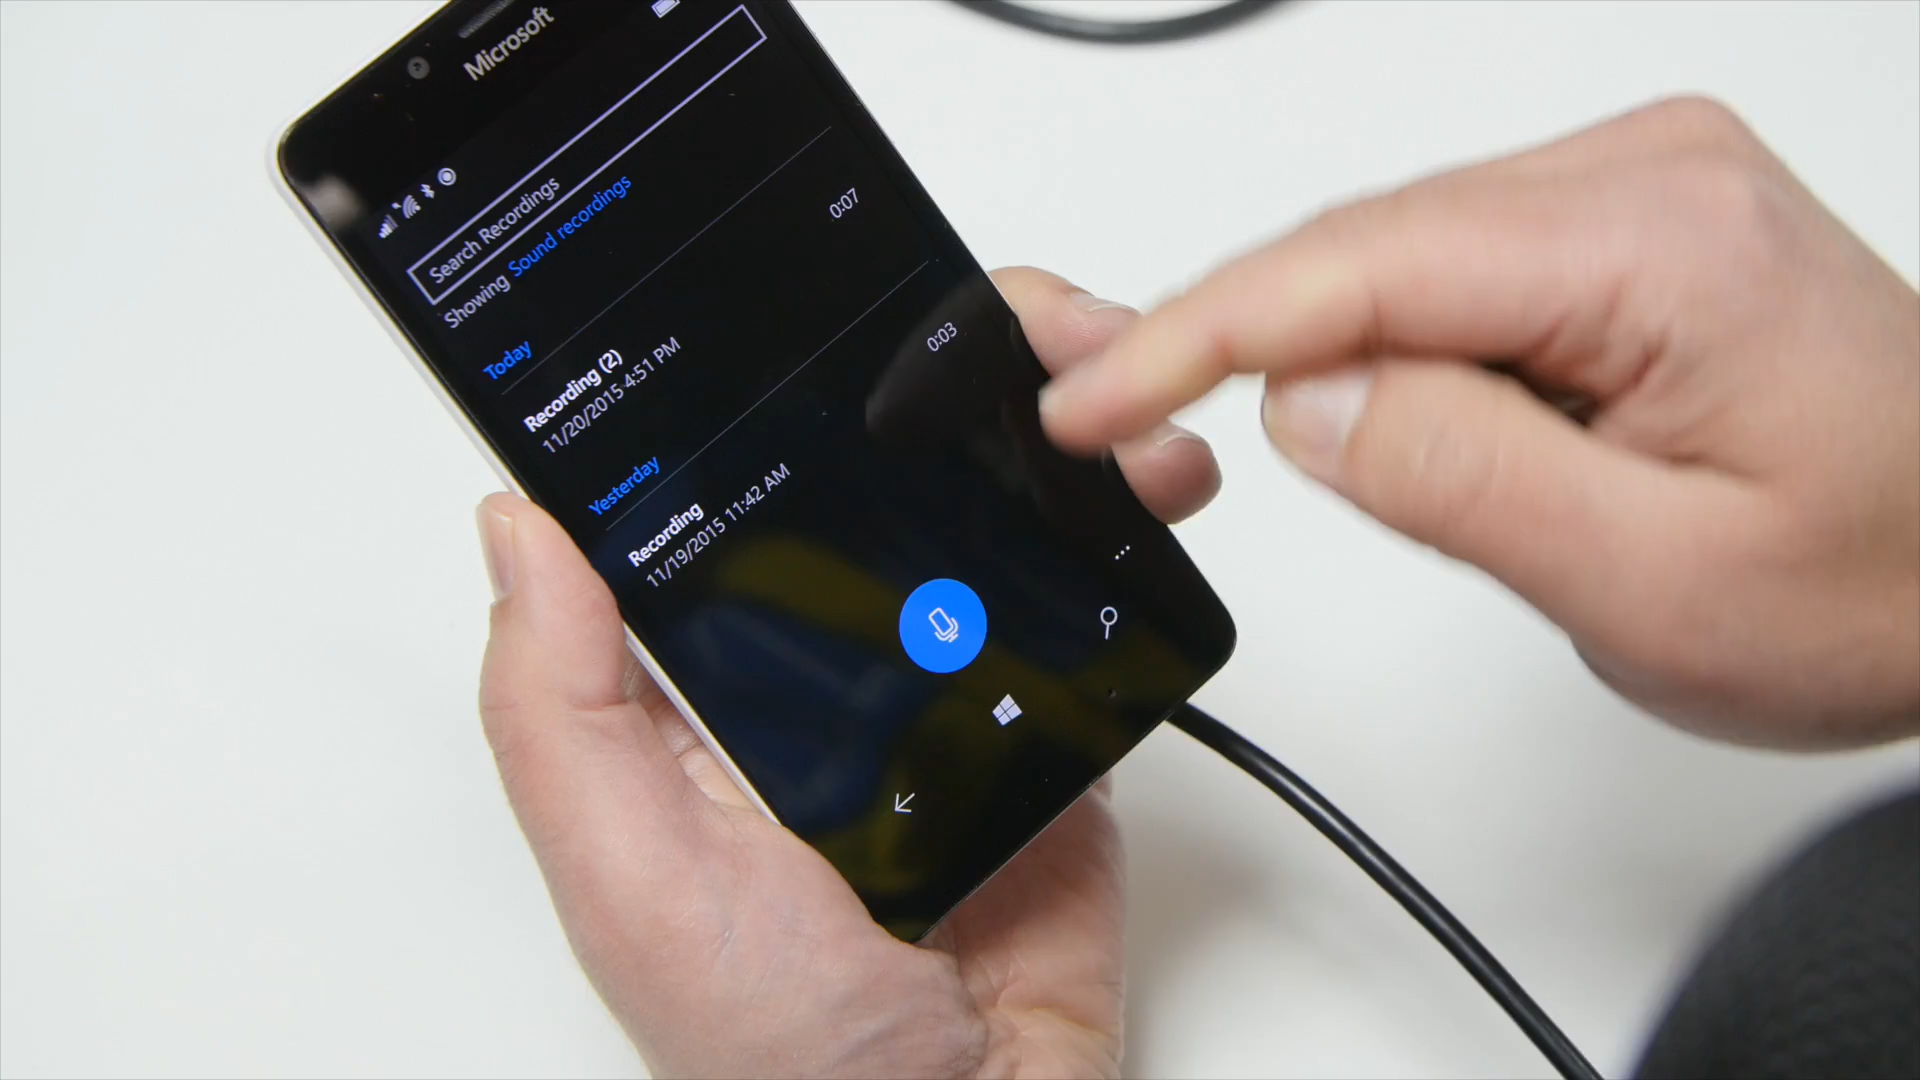 Microsoft
Search Recordings
Showing Sound recordings
Today
Recording (2)
0:07
11/20/2015 4:51 PM
Yesterday
Recording
0:03
11/19/2015 11:42 AM